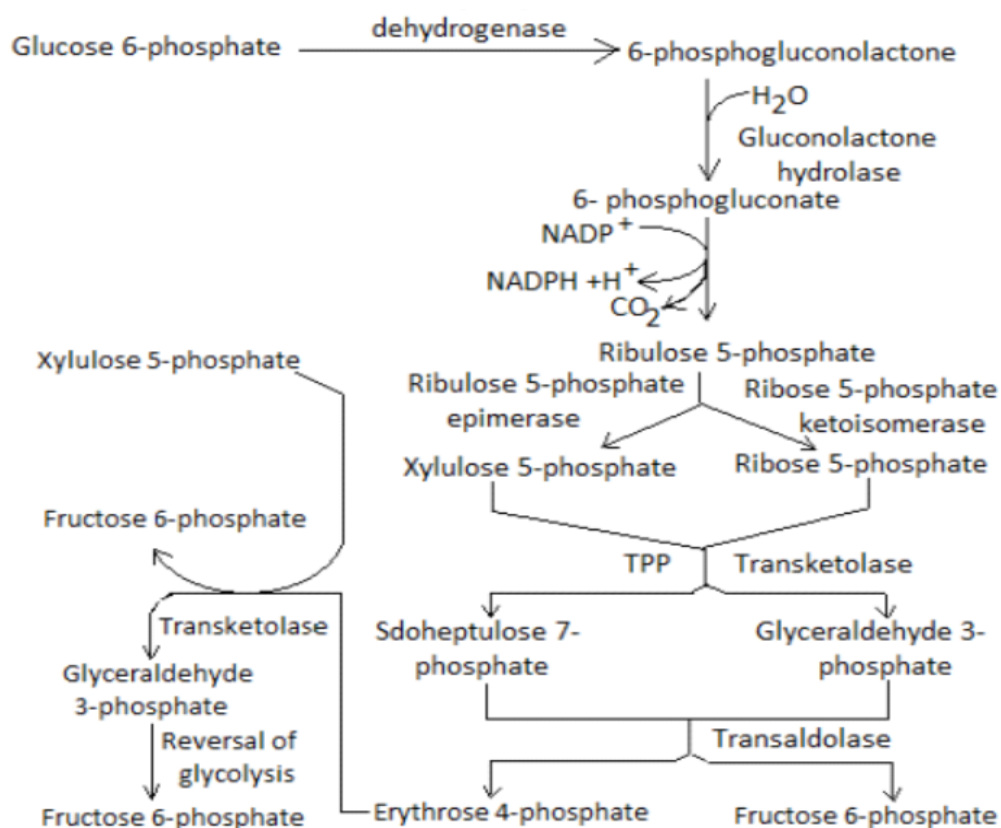 dehydrogenase
Glucose 6-phosphate
6-phosphogluconolactone
H2O
Gluconolactone
hydrolase
6- phosphogluconate
NADP+
NADPH +H+
CO2
Ribulose 5-phosphate
Xylulose 5-phosphate
Ribulose 5-phosphate
epimerase
Ribose 5-phosphate
ketoisomerase
Xylulose 5-phosphate
Ribose 5-phosphate
Fructose 6-phosphate
TPP
Transketolase
Transketolase
Sdoheptulose 7-
phosphate
Glyceraldehyde 3-
phosphate
Glyceraldehyde
3-phosphate
Reversal of
glycolysis
Transaldolase
Fructose 6-phosphate
Erythrose 4-phosphate
Fructose 6-phosphate